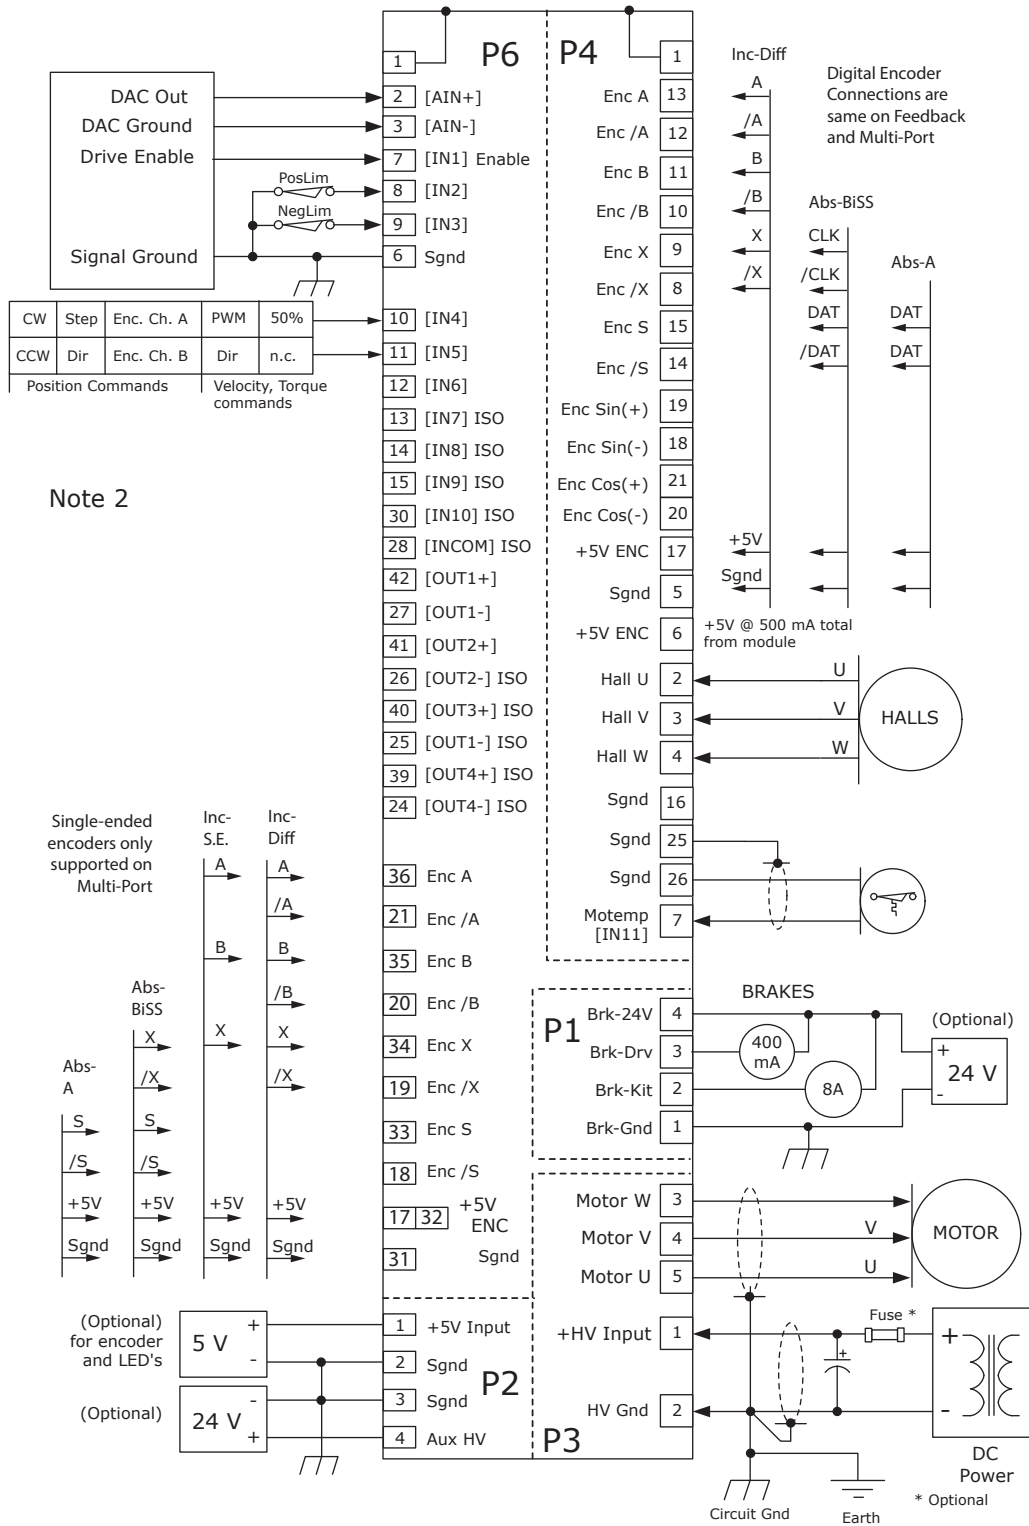 P6
P4
1
1
DAC Out
2
[AIN+]
DAC Ground
3
[AIN-]
Drive Enable
7
[IN1] Enable
PosLim
8
[IN2]
NegLim
9
[IN3]
Signal Ground
6
Sgnd
CW
Step
Enc. Ch. A
PWM
50%
10
[IN4]
CCW
Dir
Enc. Ch. B
Dir
n.c.
11
[IN5]
Position Commands
Velocity, Torque
commands
12
[IN6]
13
[IN7] ISO
14
[IN8] ISO
15
[IN9] ISO
30
[IN10] ISO
28
[INCOM] ISO
42
[OUT1+]
27
[OUT1-]
41
[OUT2+]
26
[OUT2-] ISO
40
[OUT3+] ISO
25
[OUT1-] ISO
39
[OUT4+] ISO
24
[OUT4-] ISO
Note 2
36
Enc A
21
Enc /A
35
Enc B
20
Enc /B
34
Enc X
19
Enc /X
33
Enc S
18
Enc /S
17
32
+5V
ENC
31
Sgnd
Single-ended
encoders only
supported on
Multi-Port
Inc-
S.E.
A
B
X
+5V
Sgnd
Inc-
Diff
A
/A
B
/B
X
/X
+5V
Sgnd
Abs-
BiSS
X
/X
S
/S
+5V
Sgnd
Abs-
A
S
/S
+5V
Sgnd
Enc A
13
Enc /A
12
Enc B
11
Enc /B
10
Enc X
9
Enc /X
8
Enc S
15
Enc /S
14
Enc Sin(+)
19
Enc Sin(-)
18
Enc Cos(+)
21
Enc Cos(-)
20
+5V ENC
17
Sgnd
5
+5V ENC
6
Hall U
2
Hall V
3
Hall W
4
Sgnd
16
Sgnd
25
Sgnd
26
Motemp
[IN11]
7
Inc-Diff
A
/A
B
/B
X
/X
+5V
Sgnd
Digital Encoder
Connections are
same on Feedback
and Multi-Port
Abs-BiSS
CLK
/CLK
DAT
/DAT
Abs-A
DAT
DAT
+5V @ 500 mA total
from module
U
V
W
HALLS
P1
BRAKES
Brk-24V
4
Brk-Drv
3
400
mA
Brk-Kit
2
8A
Brk-Gnd
1
(Optional)
+
24 V
-
Motor W
3
Motor V
4
V
Motor U
5
U
MOTOR
+HV Input
1
Fuse *
+
+
HV Gnd
2
-
P3
DC
Power
* Optional
Circuit Gnd
Earth
(Optional)
for encoder
and LED's
5 V
+
-
1
+5V Input
2
Sgnd
P2
(Optional)
24 V
-
+
3
Sgnd
4
Aux HV